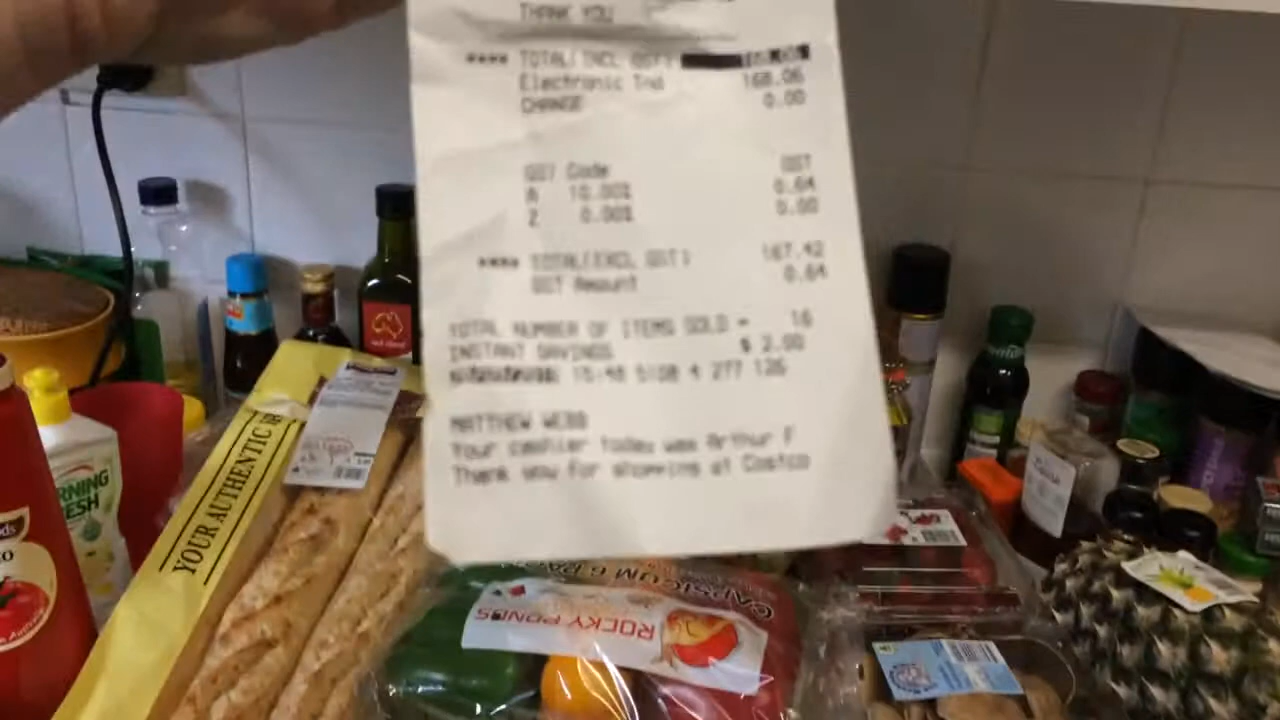 THANK YOU
**** TOTAL(INCL GST)
Electronic Tnd 168.06
CHANGE 0.00
GST Code GST
A 10.00% 0.64
Z 0.00% 0.00
**** TOTAL(EXCL GST) 167.42
GST Amount 0.64
TOTAL NUMBER OF ITEMS SOLD = 16
INSTANT SAVINGS $ 2.00
15:48 5108 4 277 126
MATTHEW WEBB
Your cashier today was Arthur F
Thank you for shopping at Costco
YOUR AUTHENTIC
CAPSICUM 6 PA
ROCKY PONDS